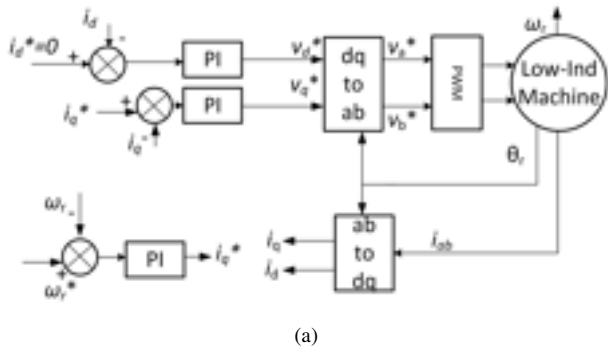 i_d
i_d*=0
+
-
PI
v_d*
dq
to
ab
v_a*
PWM
ω_r
Low-Ind
Machine
i_q*
+
i_q-
PI
v_q*
v_b*
θ_r
ω_r-
+
ω_r*
PI
i_q*
i_q
i_d
ab
to
dq
i_ab
(a)